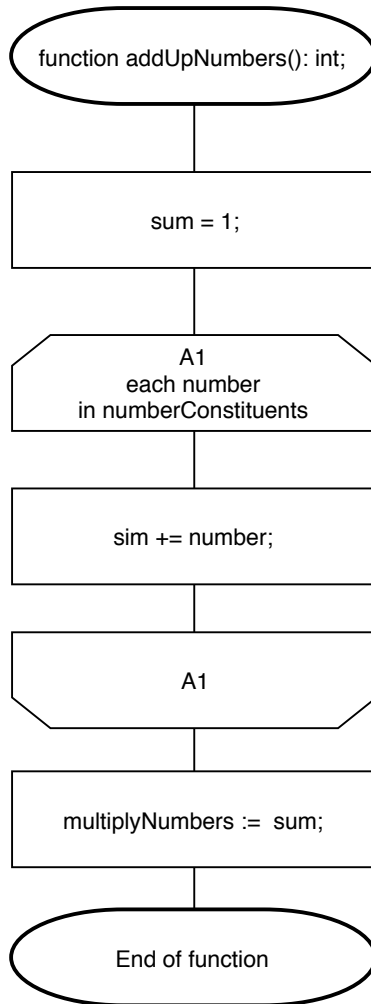 function addUpNumbers(): int;
sum = 1;
A1
each number
in numberConstituents
sim += number;
A1
multiplyNumbers := sum;
End of function